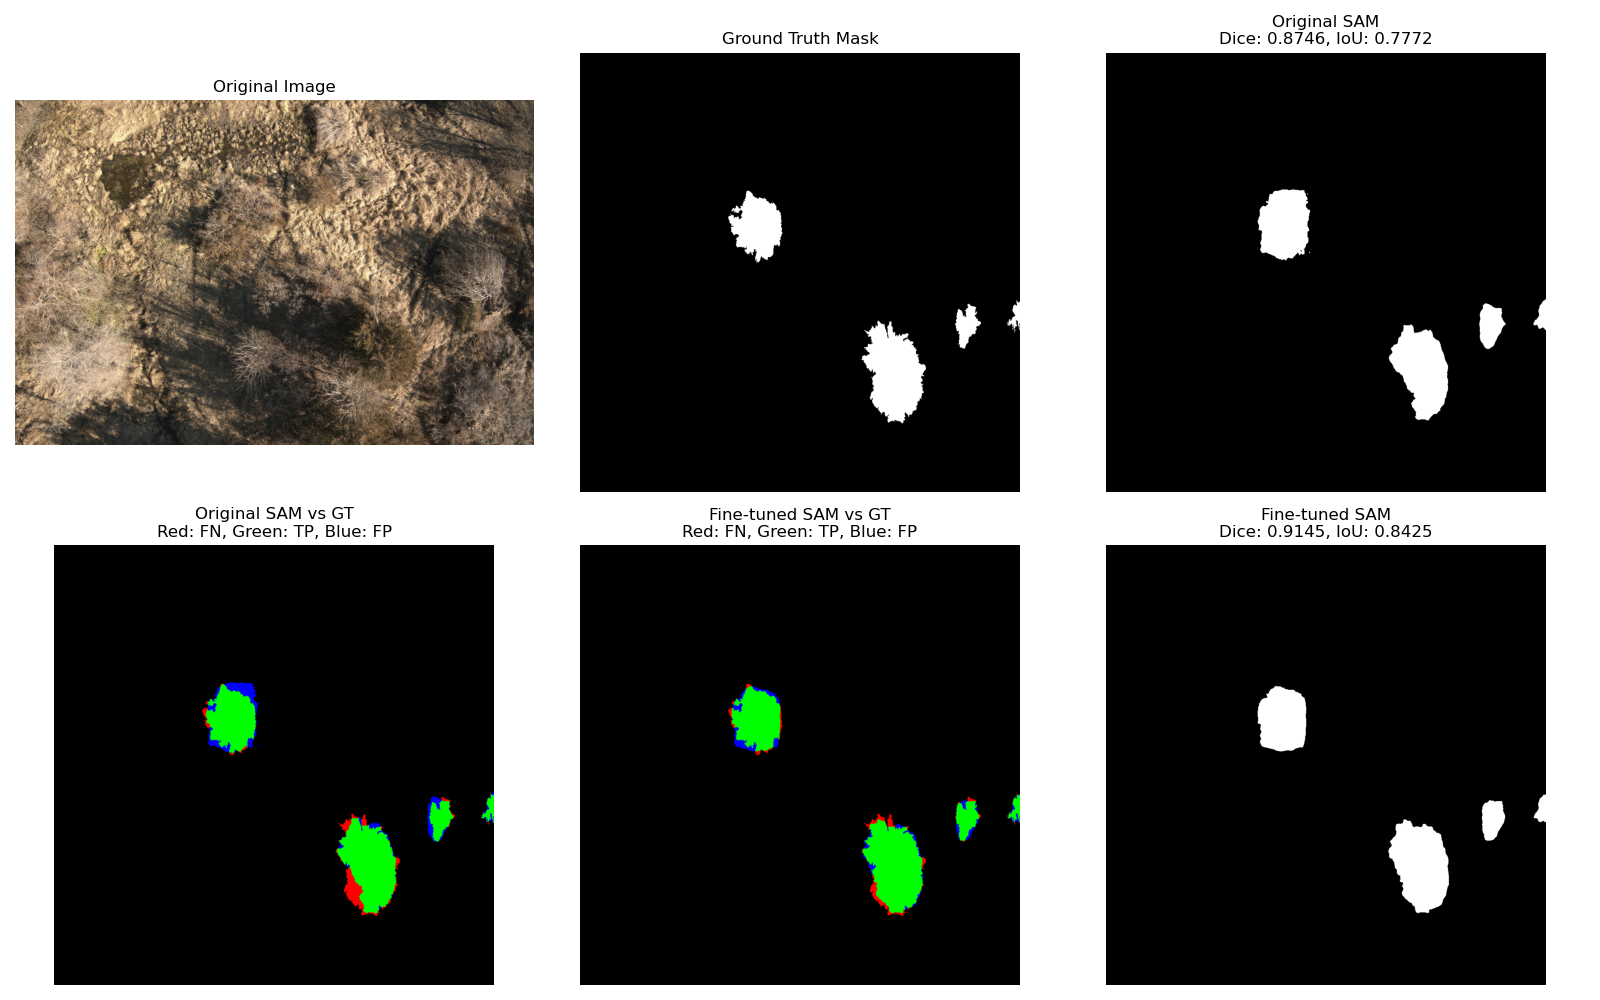 Original Image
Ground Truth Mask
Original SAM
Dice: 0.8746, IoU: 0.7772
Original SAM vs GT
Red: FN, Green: TP, Blue: FP
Fine-tuned SAM vs GT
Red: FN, Green: TP, Blue: FP
Fine-tuned SAM
Dice: 0.9145, IoU: 0.8425